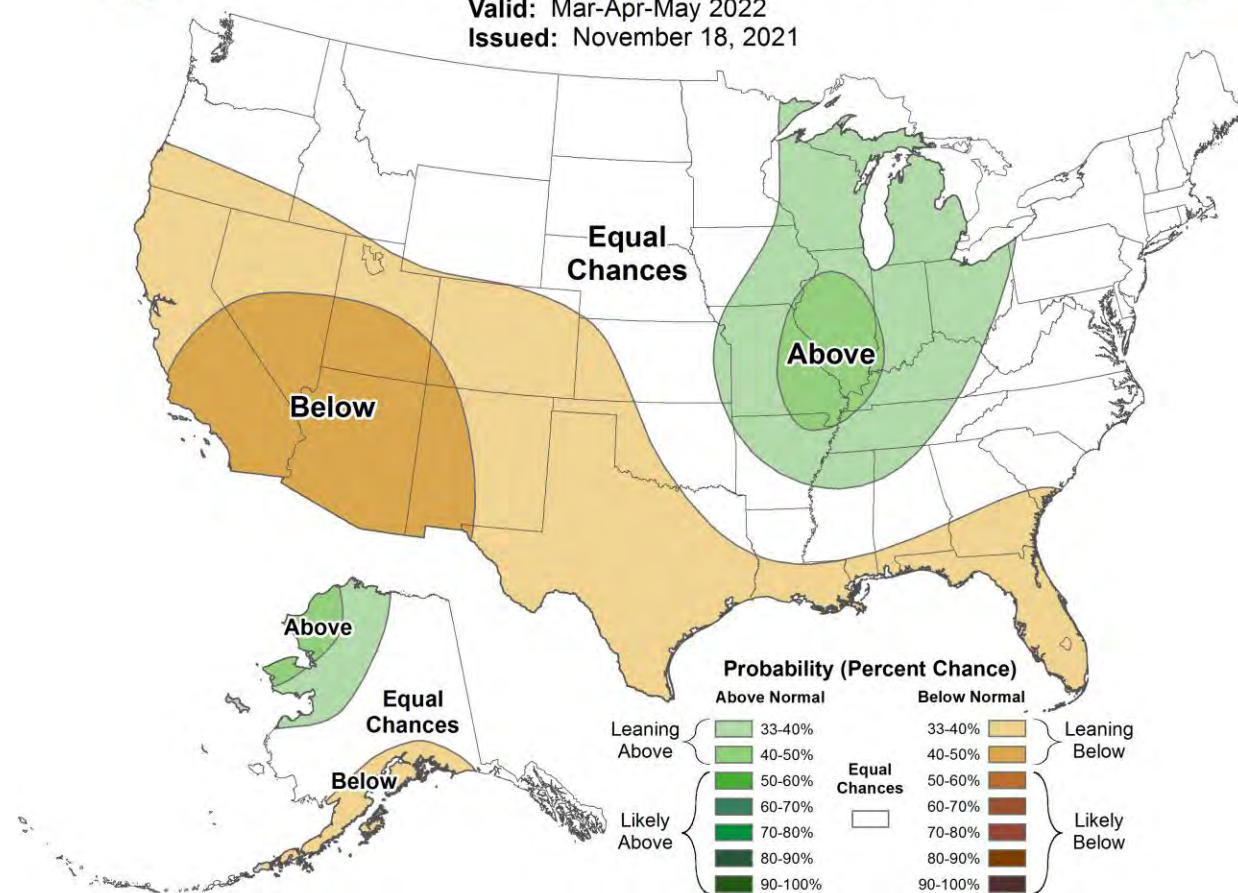 Valid: Mar-Apr-May 2022
Issued: November 18, 2021
Equal
Chances
Above
Below
Above
Equal
Chances
Below
Probability (Percent Chance)
Above Normal
Below Normal
Leaning
Above
33-40%
40-50%
50-60%
60-70%
70-80%
80-90%
90-100%
Likely
Above
Equal
Chances
33-40%
40-50%
50-60%
60-70%
70-80%
80-90%
90-100%
Leaning
Below
Likely
Below